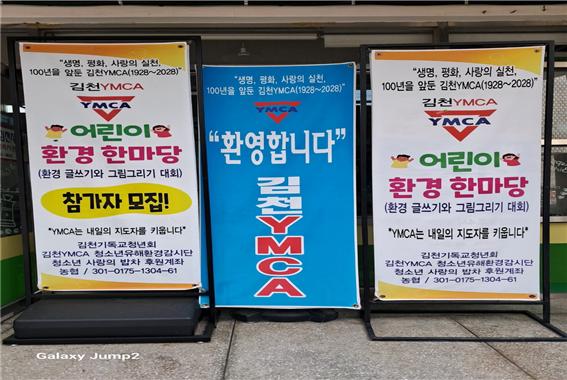 "생명, 평화, 사랑의 실천,
100년을 앞둔 김천YMCA(1928~2028)"
김천YMCA
YMCA
어린이
환경 한마당
(환경 글쓰기와 그림그리기 대회)
참가자 모집!
"YMCA는 내일의 지도자를 키웁니다"
김천기독교청년회
김천YMCA 청소년유해환경감시단
청소년 사랑의 밥차 후원계좌
농협 / 301-0175-1304-61
"생명, 평화, 사랑의 실천,
100년을 앞둔 김천YMCA(1928~2028)"
YMCA
"환영합니다"
김천YMCA
"생명, 평화, 사랑의 실천,
100년을 앞둔 김천YMCA(1928~2028)"
김천YMCA
YMCA
어린이
환경 한마당
(환경 글쓰기와 그림그리기 대회)
"YMCA는 내일의 지도자를 키웁니다"
김천기독교청년회
김천YMCA 청소년유해환경감시단
청소년 사랑의 밥차 후원계좌
농협 / 301-0175-1304-61
Galaxy Jump2